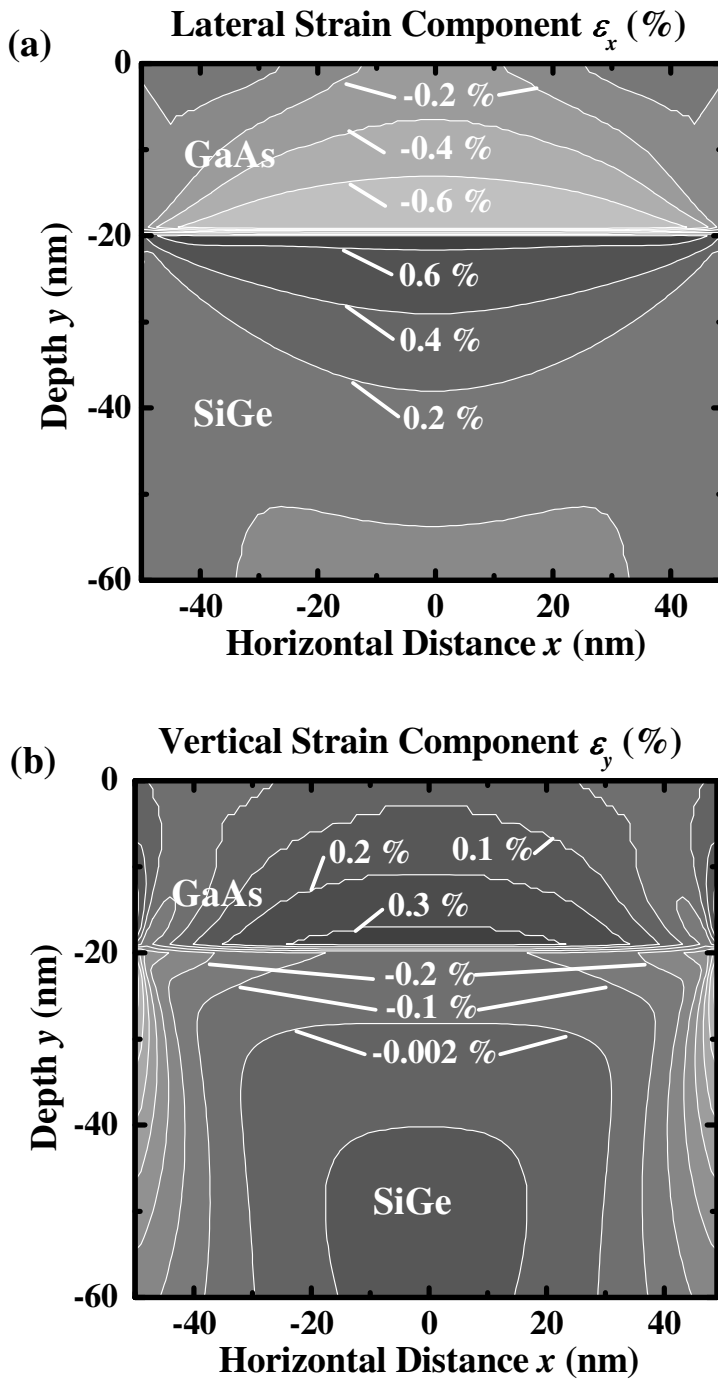 (a)
Lateral Strain Component εx (%)
0
-20
-40
-60
Depth y (nm)
GaAs
-0.2 %
-0.4 %
-0.6 %
0.6 %
0.4 %
0.2 %
SiGe
-40 -20 0 20 40
Horizontal Distance x (nm)
(b)
Vertical Strain Component εy (%)
0
-20
-40
-60
Depth y (nm)
0.2 % 0.1 %
GaAs
0.3 %
-0.2 %
-0.1 %
-0.002 %
SiGe
-40 -20 0 20 40
Horizontal Distance x (nm)